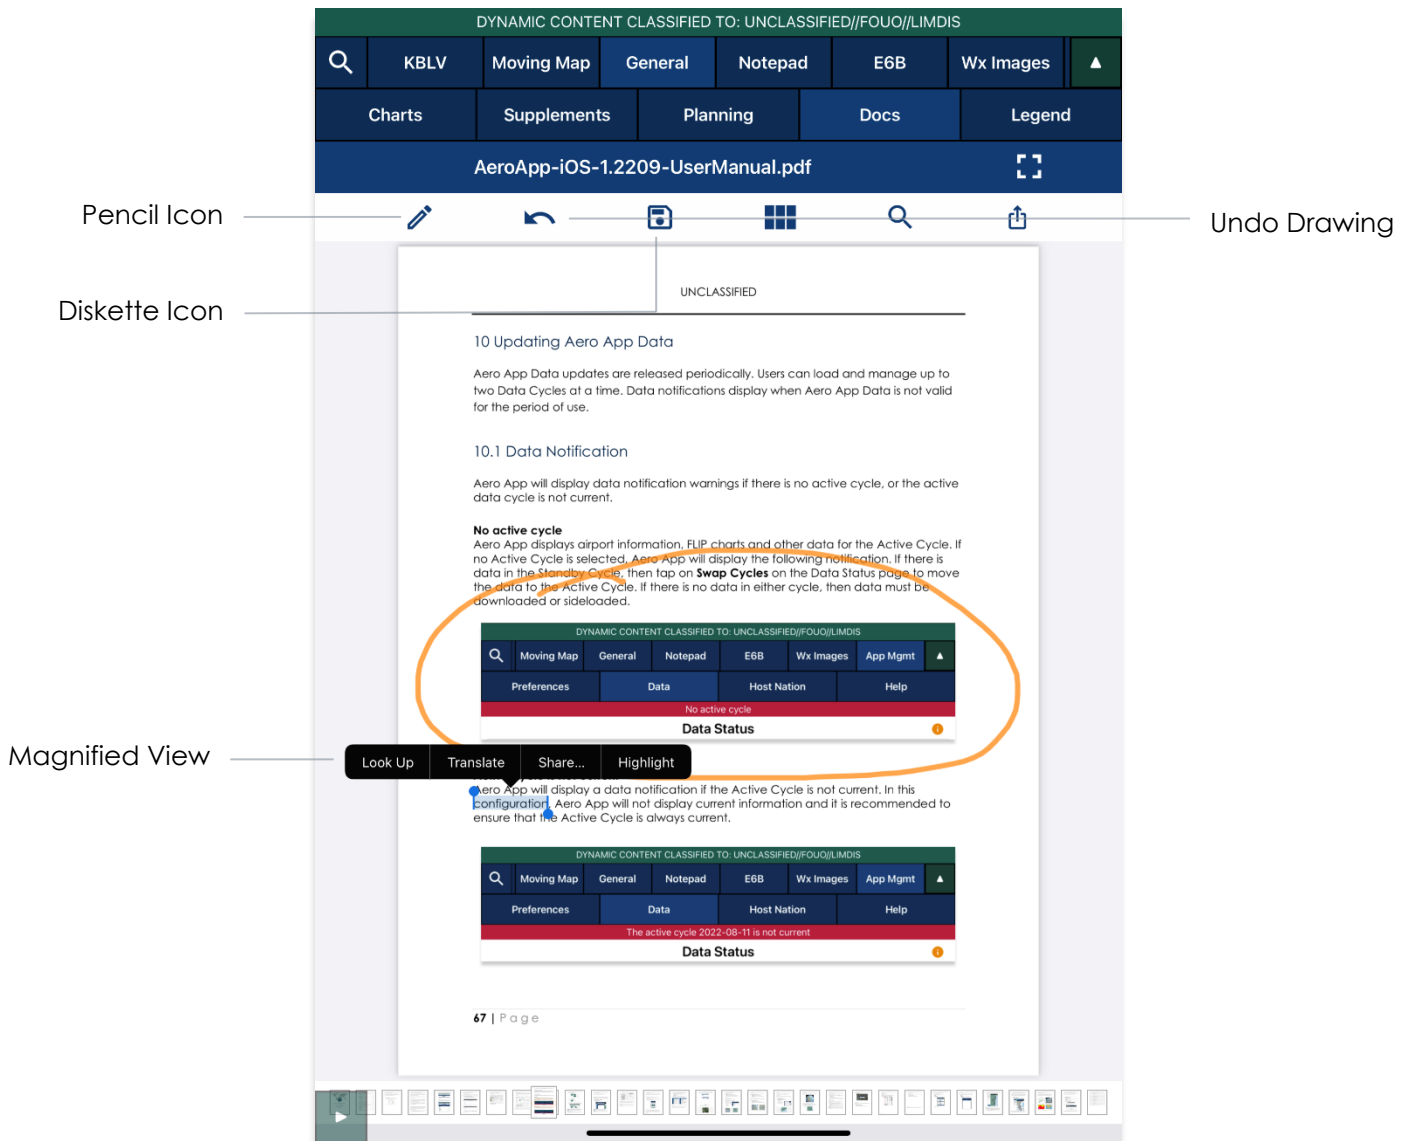 DYNAMIC CONTENT CLASSIFIED TO: UNCLASSIFIED//FOUO//LIMDIS
KBLV Moving Map General Notepad E6B Wx Images
Charts Supplements Planning Docs Legend
AeroApp-iOS-1.2209-UserManual.pdf
Pencil Icon
Undo Drawing
Diskette Icon
UNCLASSIFIED
10 Updating Aero App Data
Aero App Data updates are released periodically. Users can load and manage up to
two Data Cycles at a time. Data notifications display when Aero App Data is not valid
for the period of use.
10.1 Data Notification
Aero App will display data notification warnings if there is no active cycle, or the active
data cycle is not current.
No active cycle
Aero App displays airport information, FLIP charts and other data for the Active Cycle. If
no Active Cycle is selected, Aero App will display the following notification. If there is
data in the Standby Cycle, then tap on Swap Cycles on the Data Status page to move
the data to the Active Cycle. If there is no data in either cycle, then data must be
downloaded or sideloaded.
DYNAMIC CONTENT CLASSIFIED TO: UNCLASSIFIED//FOUO//LIMDIS
Moving Map General Notepad E6B Wx Images App Mgmt
Preferences Data Host Nation Help
No active cycle
Data Status
Magnified View
Look Up Translate Share... Highlight
Aero App will display a data notification if the Active Cycle is not current. In this
configuration, Aero App will not display current information and it is recommended to
ensure that the Active Cycle is always current.
DYNAMIC CONTENT CLASSIFIED TO: UNCLASSIFIED//FOUO//LIMDIS
Moving Map General Notepad E6B Wx Images App Mgmt
Preferences Data Host Nation Help
The active cycle 2022-08-11 is not current
Data Status
67 | Page